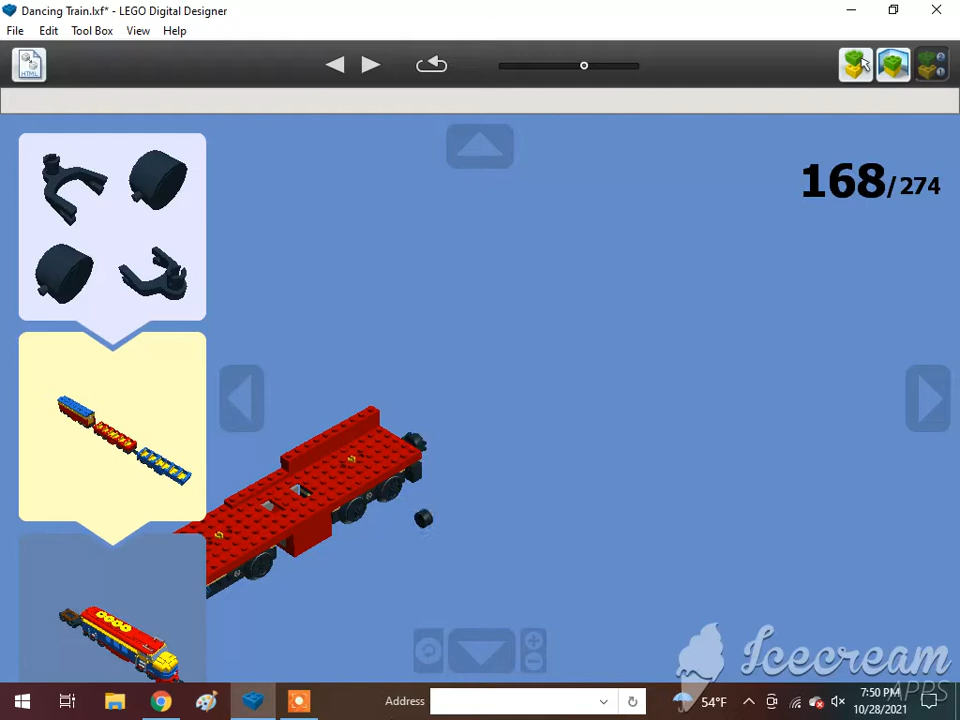 Dancing Train.lxf* - LEGO Digital Designer
File Edit Tool Box View Help
HTML
168/274
Icecream
APPS
Address
54°F
7:50 PM
10/28/2021